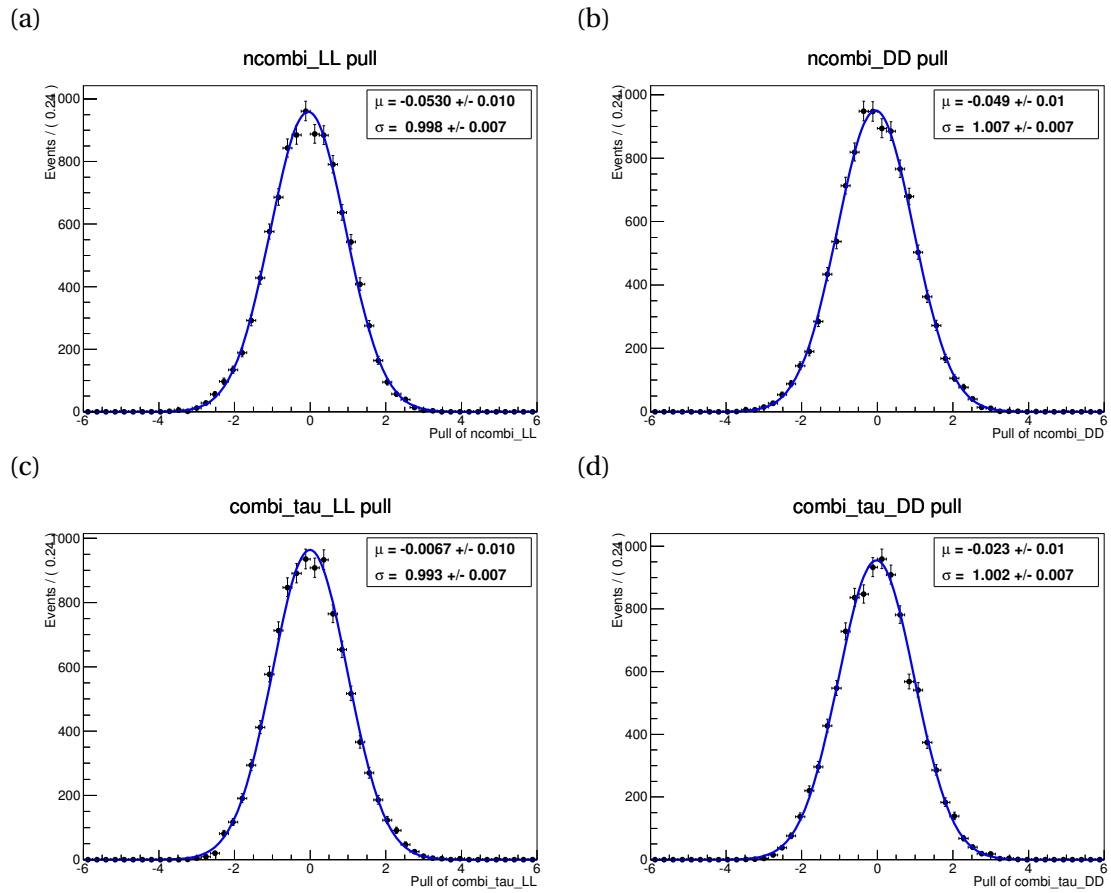 (a)
ncombi_LL pull
Events / ( 0.24 )
1000
800
600
400
200
0
μ = -0.0530 +/- 0.010
σ = 0.998 +/- 0.007
-6 -4 -2 0 2 4 6
Pull of ncombi_LL
(b)
ncombi_DD pull
Events / ( 0.24 )
1000
800
600
400
200
0
μ = -0.049 +/- 0.01
σ = 1.007 +/- 0.007
-6 -4 -2 0 2 4 6
Pull of ncombi_DD
(c)
combi_tau_LL pull
Events / ( 0.24 )
1000
800
600
400
200
0
μ = -0.0067 +/- 0.010
σ = 0.993 +/- 0.007
-6 -4 -2 0 2 4 6
Pull of combi_tau_LL
(d)
combi_tau_DD pull
Events / ( 0.24 )
1000
800
600
400
200
0
μ = -0.023 +/- 0.01
σ = 1.002 +/- 0.007
-6 -4 -2 0 2 4 6
Pull of combi_tau_DD